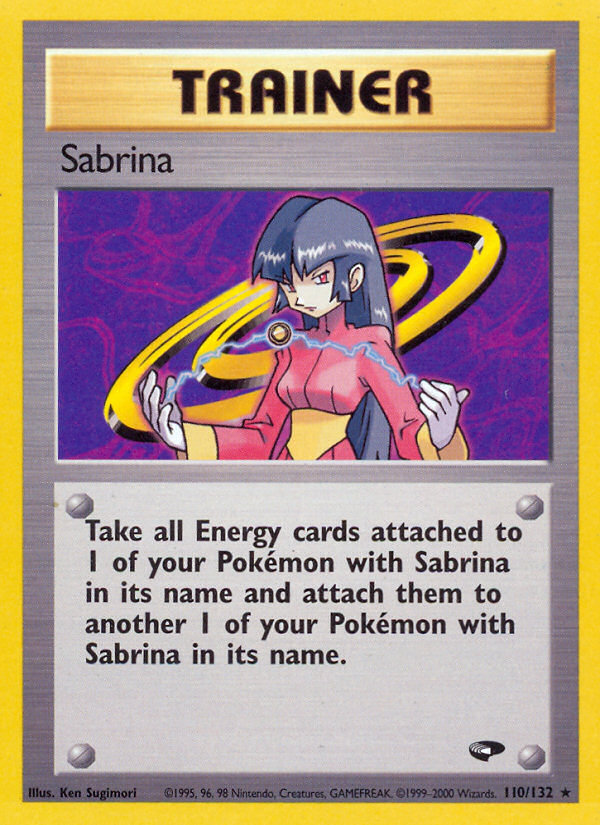 TRAINER
Sabrina
Take all Energy cards attached to
1 of your Pokémon with Sabrina
in its name and attach them to
another 1 of your Pokémon with
Sabrina in its name.
Illus. Ken Sugimori ©1995, 96, 98 Nintendo, Creatures, GAMEFREAK. ©1999–2000 Wizards. 110/132 ★